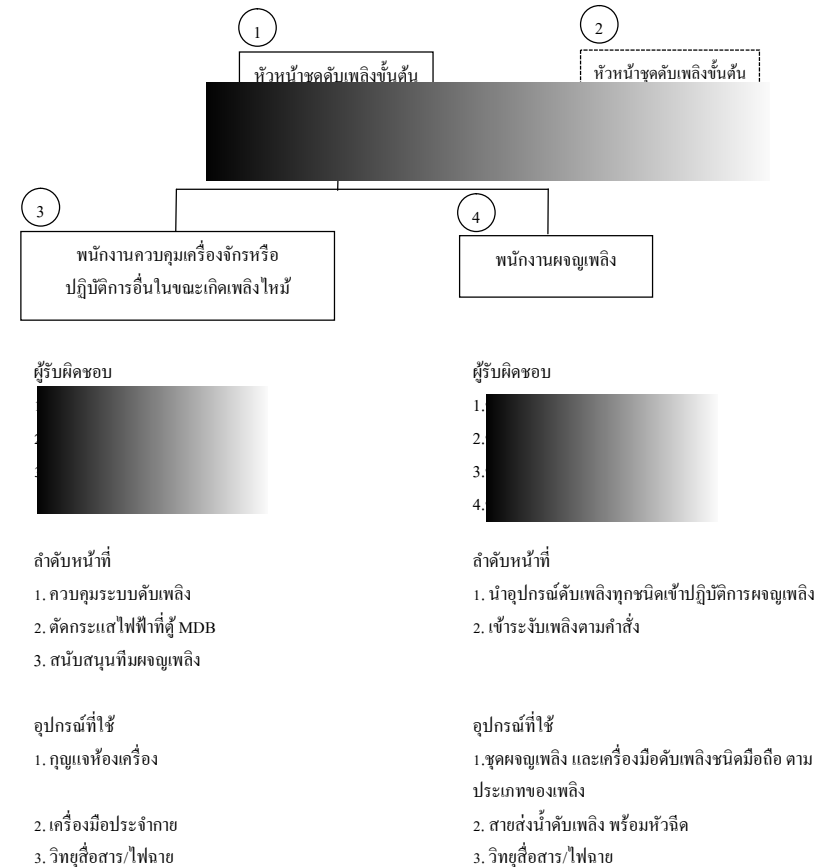 1
2
หัวหน้าชุดดับเพลิงขั้นต้น
หัวหน้าชุดดับเพลิงขั้นต้น
3
4
พนักงานควบคุมเครื่องจักรหรือ
ปฏิบัติการอื่นในขณะเกิดเพลิงไหม้
พนักงานผจญเพลิง
ผู้รับผิดชอบ
ผู้รับผิดชอบ
1.
2.
3.
4.
ลำดับหน้าที่
1. ควบคุมระบบดับเพลิง
2. ตัดกระแสไฟฟ้าที่ตู้ MDB
3. สนับสนุนทีมผจญเพลิง
ลำดับหน้าที่
1. นำอุปกรณ์ดับเพลิงทุกชนิดเข้าปฏิบัติการผจญเพลิง
2. เข้าระงับเพลิงตามคำสั่ง
อุปกรณ์ที่ใช้
1. กุญแจห้องเครื่อง
2. เครื่องมือประจำกาย
3. วิทยุสื่อสาร/ไฟฉาย
อุปกรณ์ที่ใช้
1.ชุดผจญเพลิง และเครื่องมือดับเพลิงชนิดมือถือ ตาม
ประเภทของเพลิง
2. สายส่งน้ำดับเพลิง พร้อมหัวฉีด
3. วิทยุสื่อสาร/ไฟฉาย